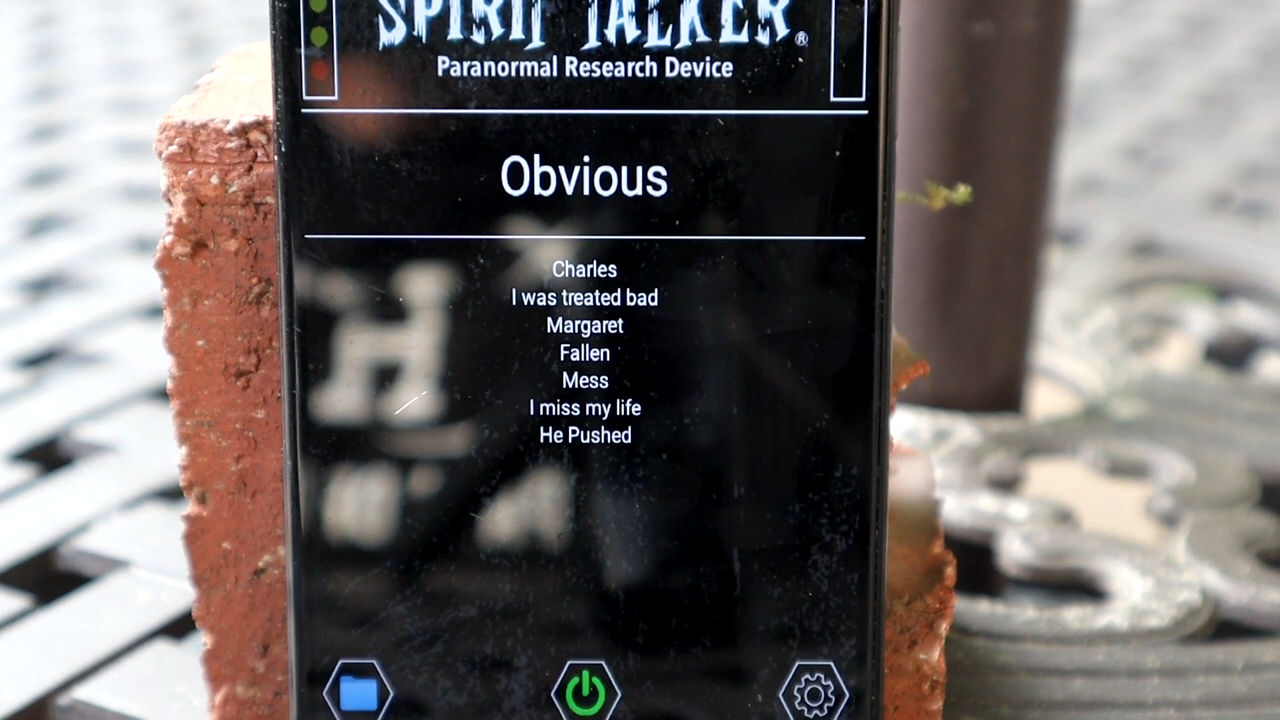 SPIRIT TALKER®
Paranormal Research Device
Obvious
Charles
I was treated bad
Margaret
Fallen
Mess
I miss my life
He Pushed